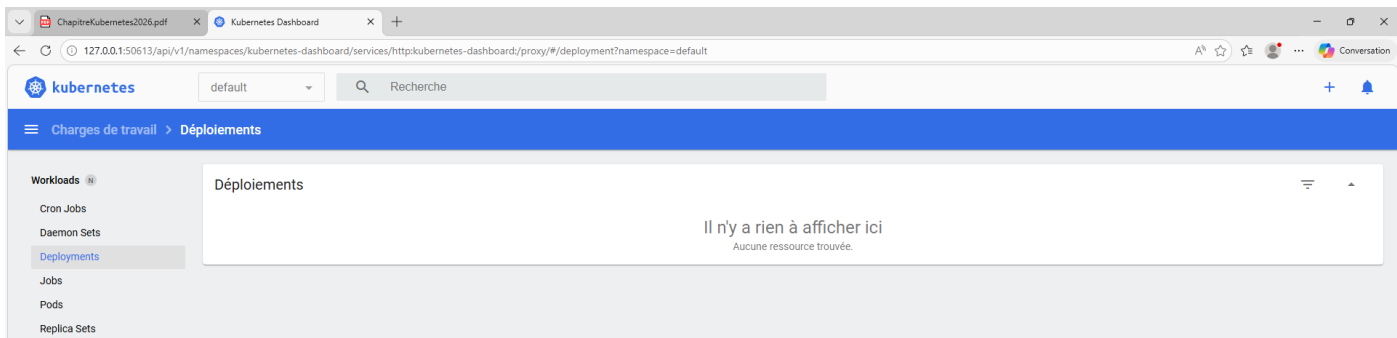 ChapitreKubernetes2026.pdf
Kubernetes Dashboard
127.0.0.1:50613/api/v1/namespaces/kubernetes-dashboard/services/http:kubernetes-dashboard:/proxy/#/deployment?namespace=default
Conversation
kubernetes default Recherche
Charges de travail > Déploiements
Workloads N
Cron Jobs
Daemon Sets
Deployments
Jobs
Pods
Replica Sets
Déploiements
Il n'y a rien à afficher ici
Aucune ressource trouvée.